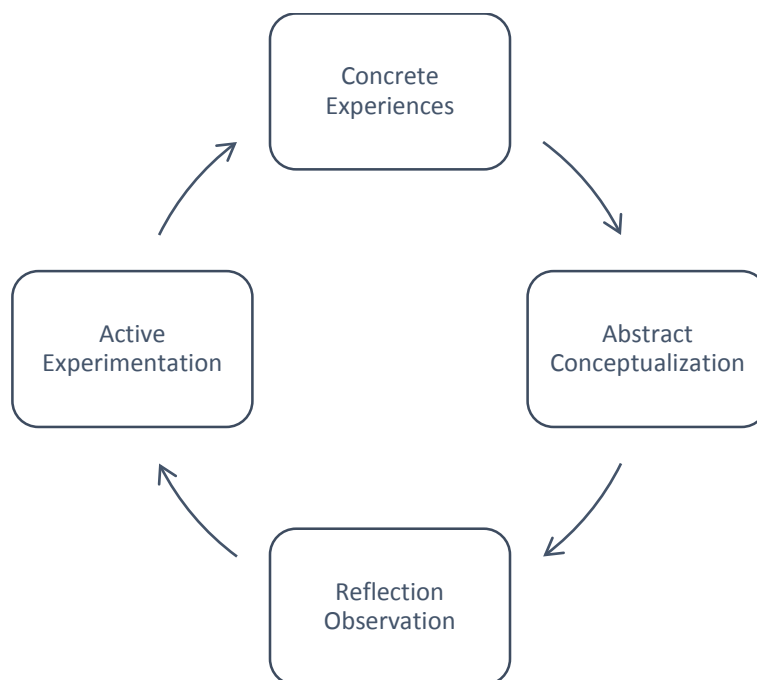 Concrete
Experiences
Abstract
Conceptualization
Reflection
Observation
Active
Experimentation